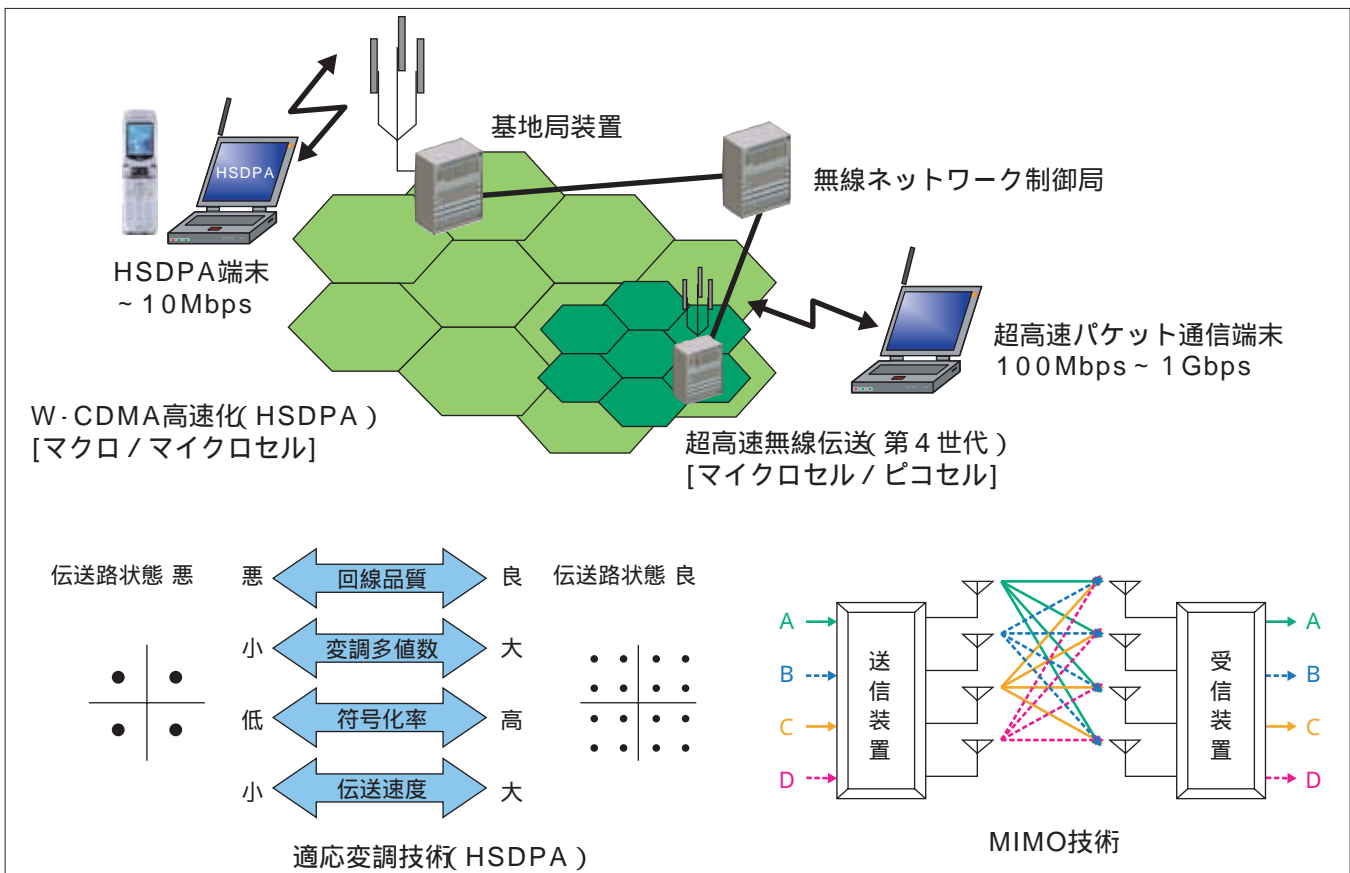 基地局装置
無線ネットワーク制御局
HSDPA
HSDPA端末
~10Mbps
超高速パケット通信端末
100Mbps~1Gbps
W-CDMA高速化(HSDPA)
[マクロ/マイクロセル]
超高速無線伝送(第4世代)
[マイクロセル/ピコセル]
伝送路状態 悪
悪 回線品質 良
伝送路状態 良
小 変調多値数 大
低 符号化率 高
小 伝送速度 大
適応変調技術(HSDPA)
A
B
C
D
送信装置
受信装置
A
B
C
D
MIMO技術